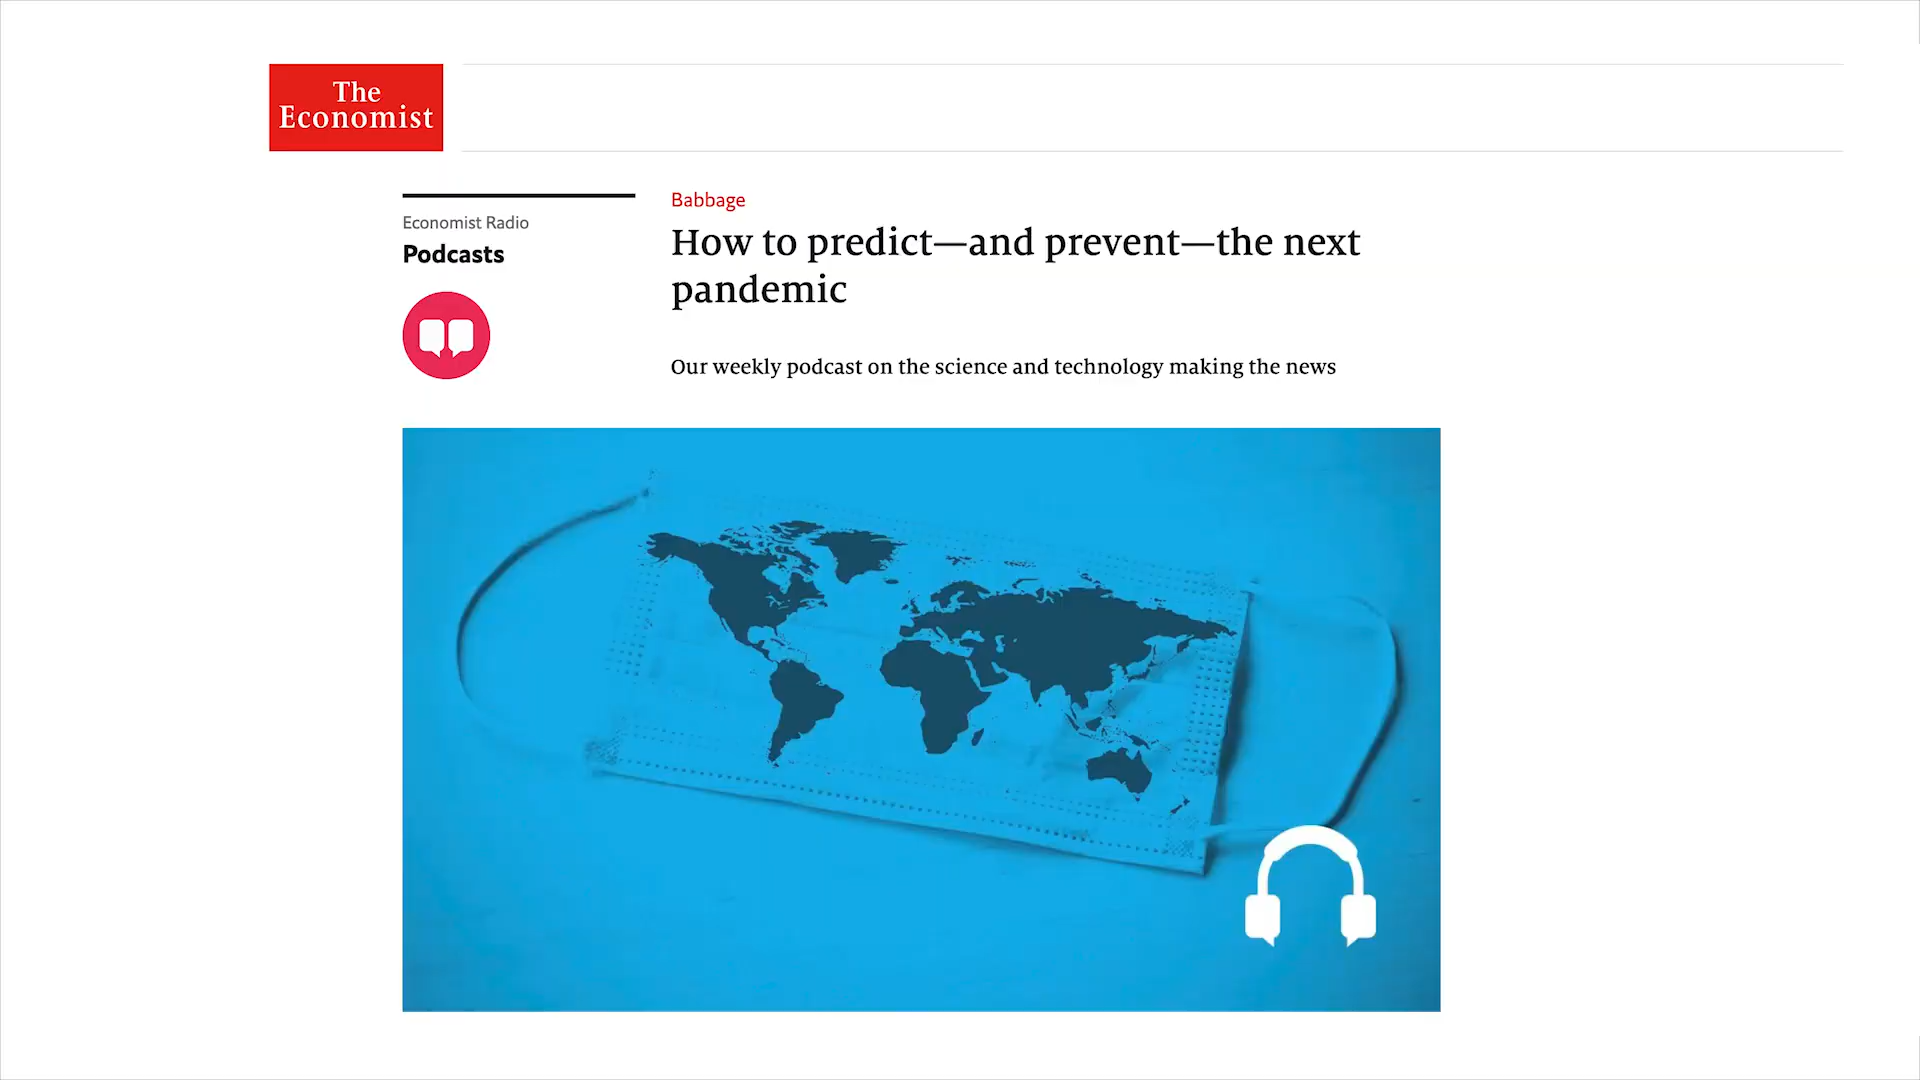 The
Economist
Economist Radio
Podcasts
Babbage
How to predict—and prevent—the next
pandemic
Our weekly podcast on the science and technology making the news